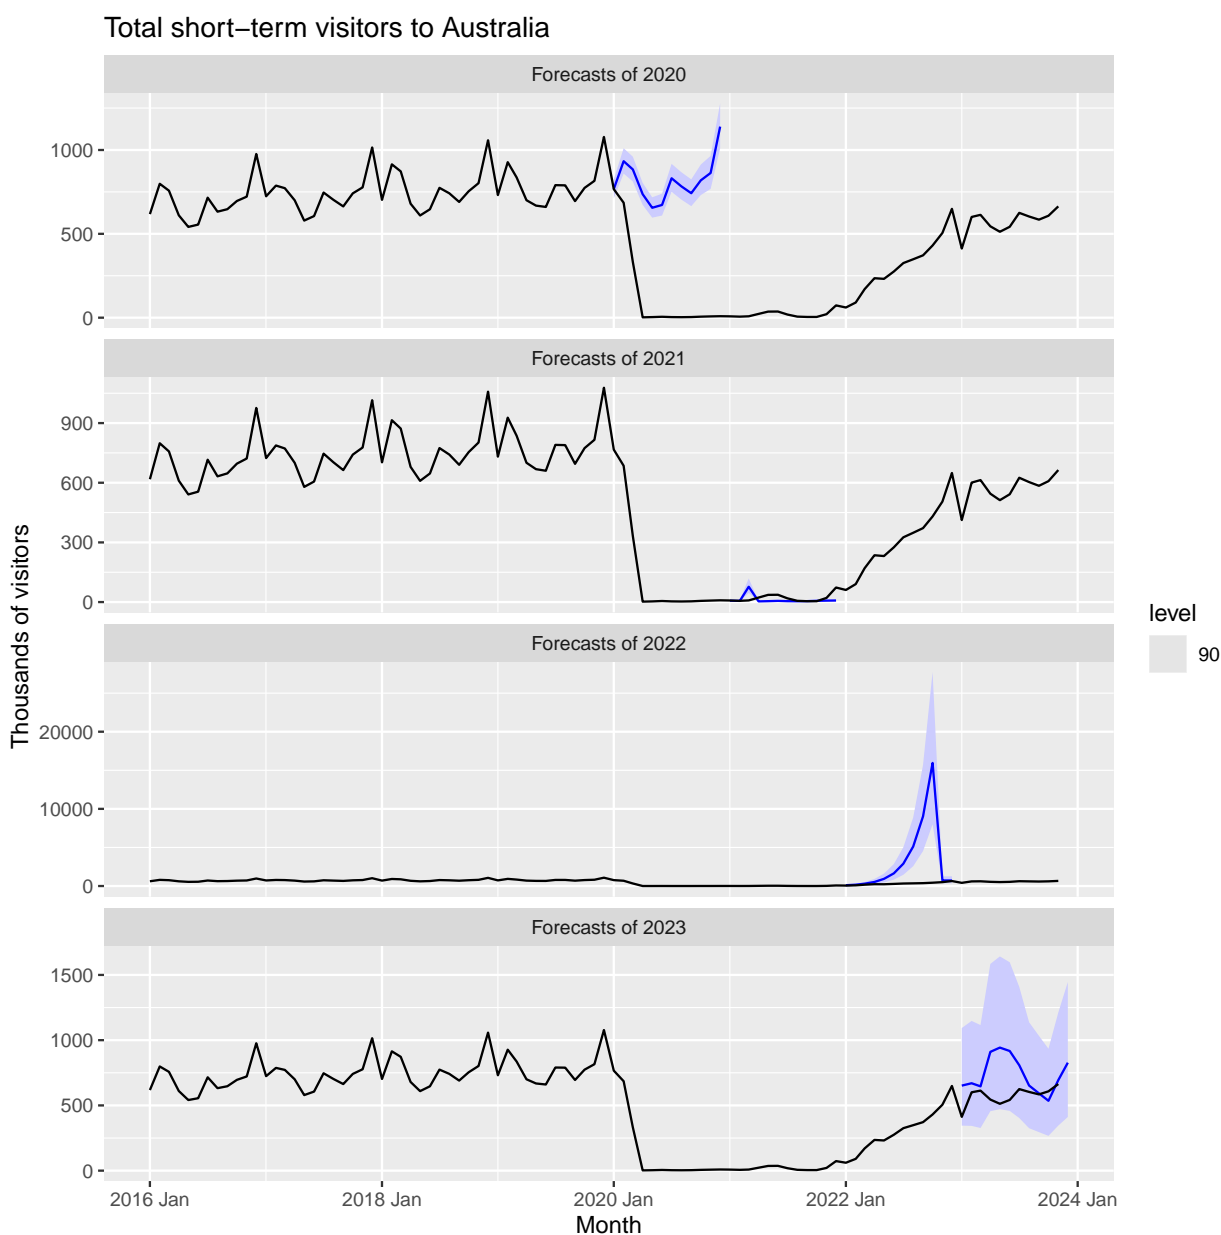 Total short−term visitors to Australia
Forecasts of 2020
1000
500
0
Forecasts of 2021
900
600
300
0
Forecasts of 2022
20000
10000
0
Forecasts of 2023
1500
1000
500
0
2016 Jan 2018 Jan 2020 Jan 2022 Jan 2024 Jan
Month
Thousands of visitors
level
90